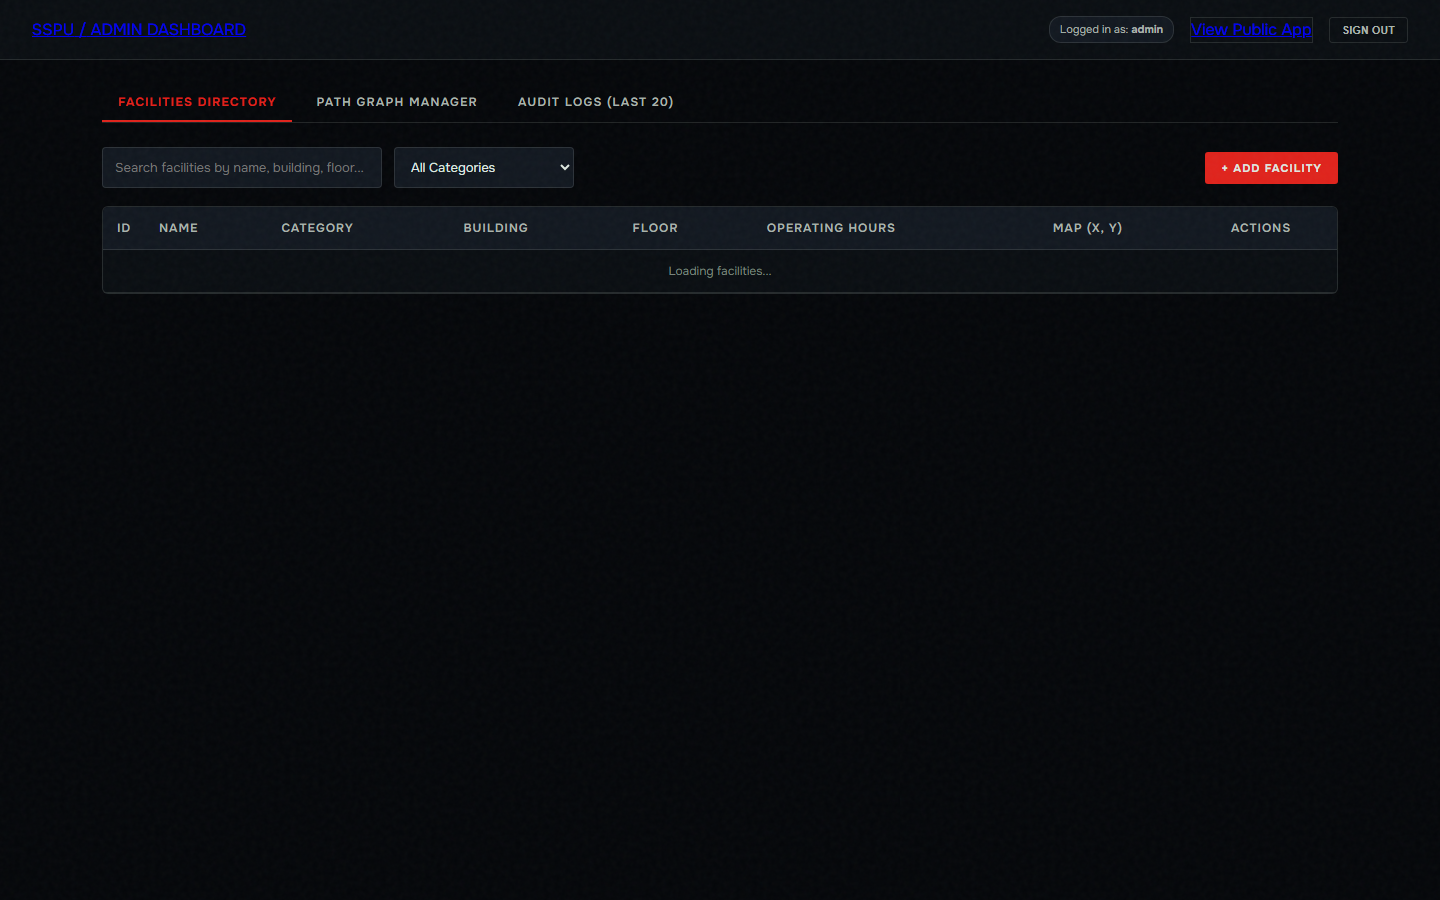 SSPU / ADMIN DASHBOARD
Logged in as: admin
View Public App
SIGN OUT
FACILITIES DIRECTORY
PATH GRAPH MANAGER
AUDIT LOGS (LAST 20)
Search facilities by name, building, floor...
All Categories
+ ADD FACILITY
ID NAME CATEGORY BUILDING FLOOR OPERATING HOURS MAP (X, Y) ACTIONS
Loading facilities...